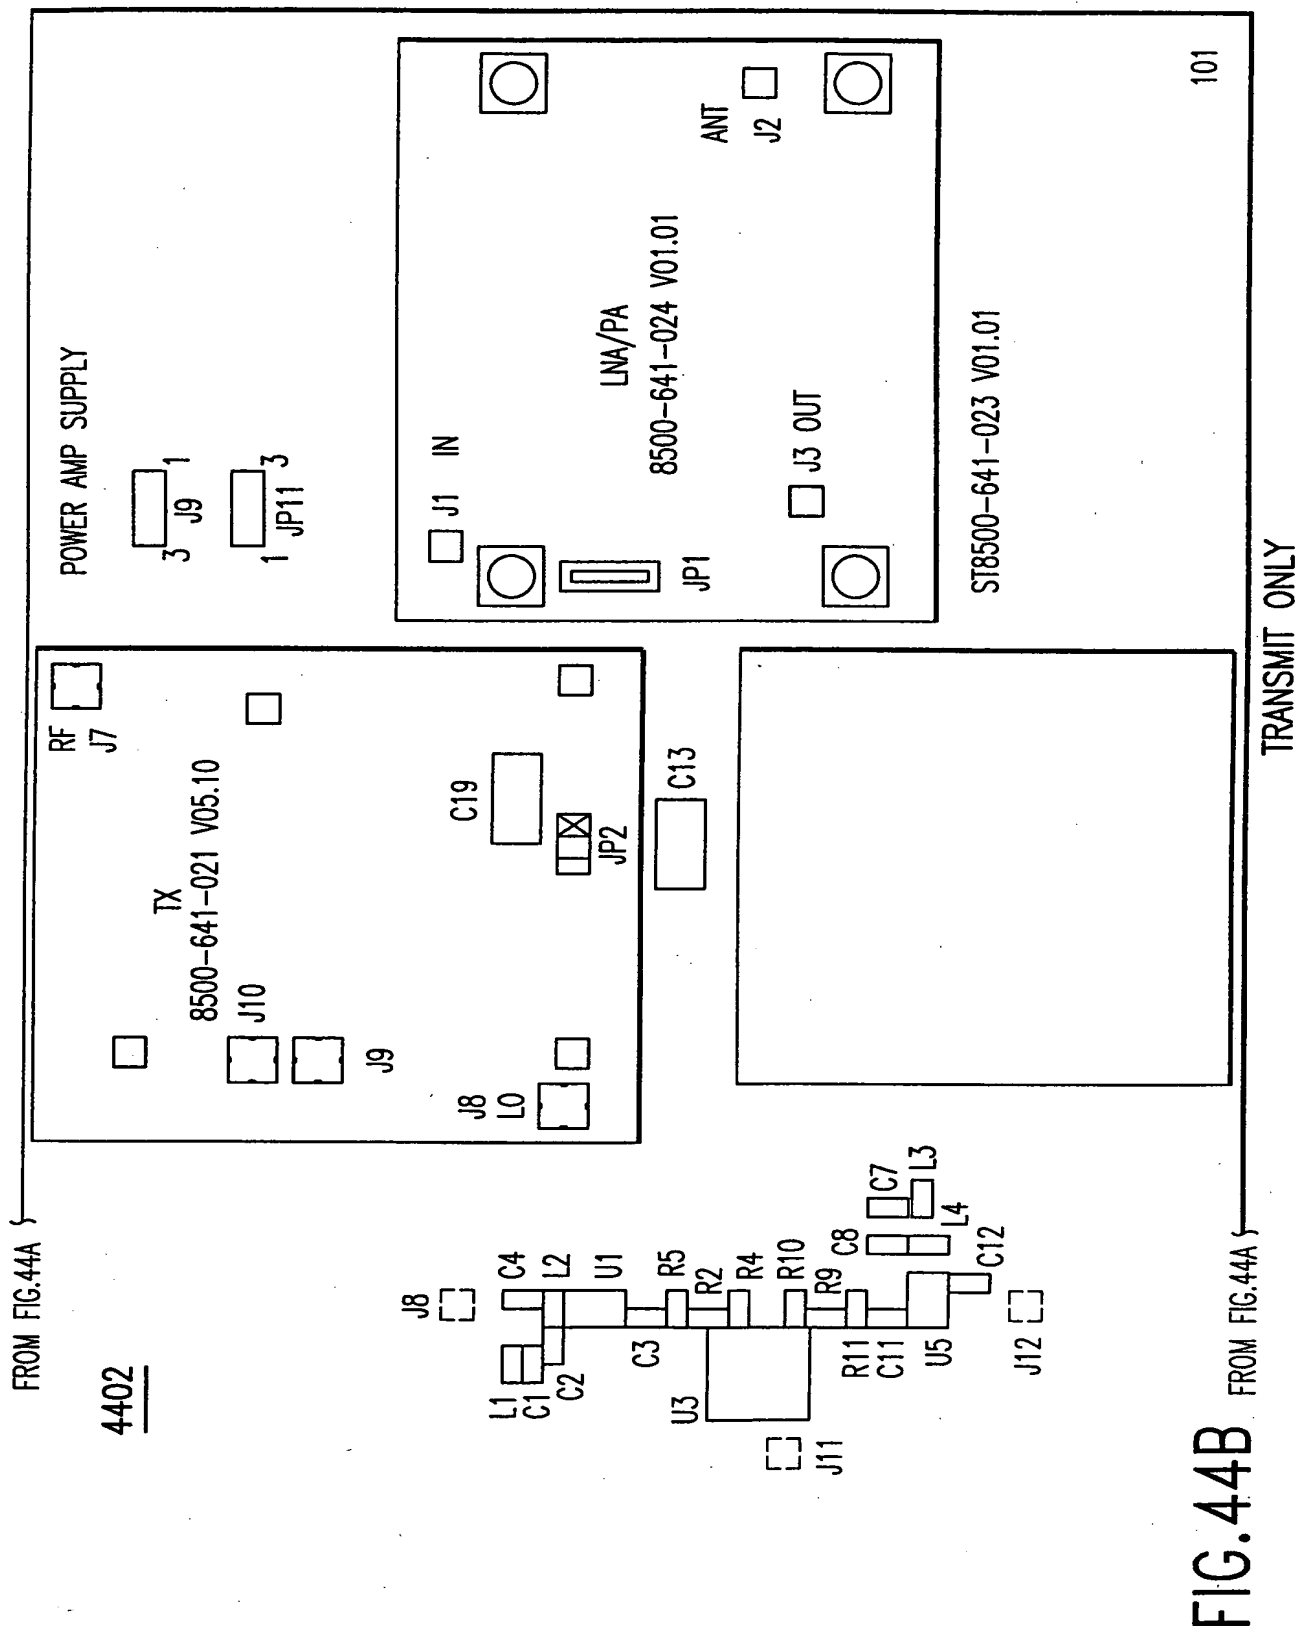 FROM FIG.44A
4402
POWER AMP SUPPLY
3 1
J9
1 3
JP11
RF
J7
TX
8500-641-021 V05.10
J10
J9
J8
LO
C19
JP2
C13
J1 IN
JP1
LNA/PA
8500-641-024 V01.01
ANT
J2
J3 OUT
ST8500-641-023 V01.01
101
J8
L1
C1
C2
C4
L2
U1
C3
R5
R2
R4
U3
J11
R10
R9
R11
C11
U5
C8
C7
L3
L4
C12
J12
FROM FIG.44A
TRANSMIT ONLY
FIG.44B